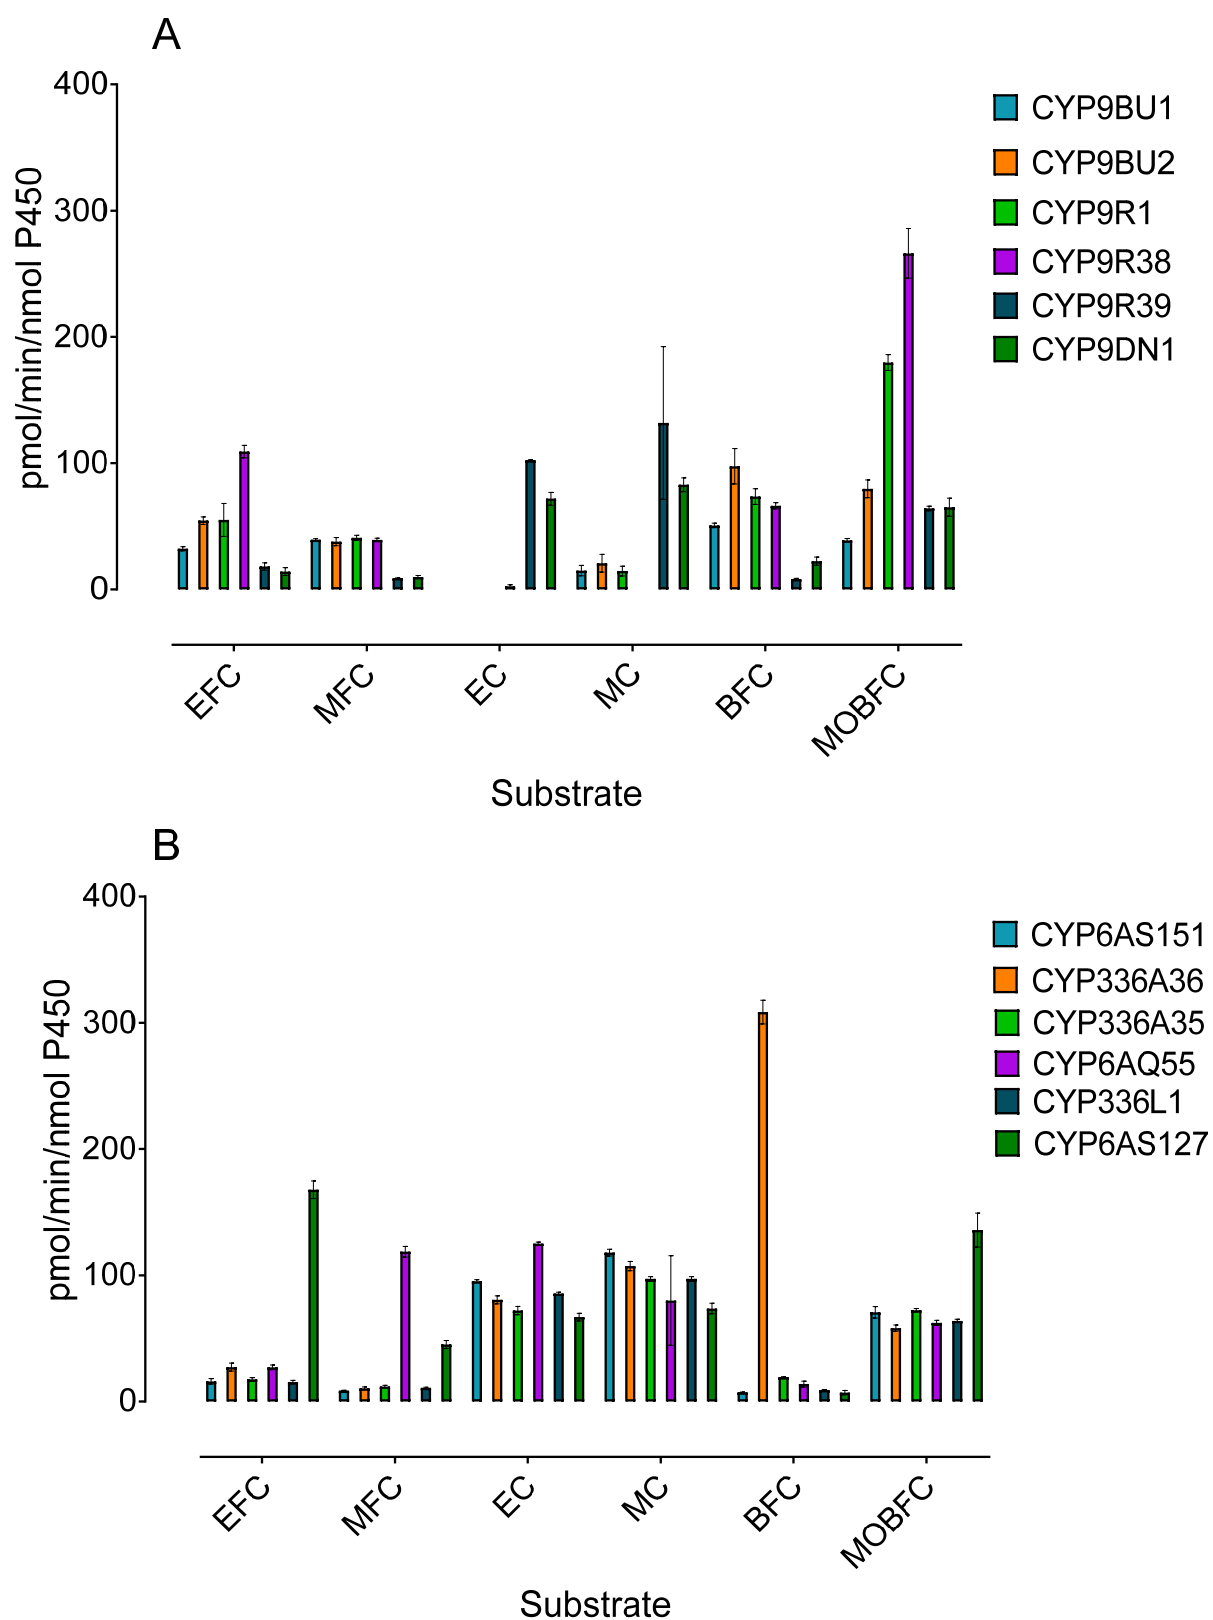 A
400
300
200
100
0
pmol/min/nmol P450
CYP9BU1
CYP9BU2
CYP9R1
CYP9R38
CYP9R39
CYP9DN1
EFC
MFC
EC
MC
BFC
MOBFC
Substrate
B
400
300
200
100
0
pmol/min/nmol P450
CYP6AS151
CYP336A36
CYP336A35
CYP6AQ55
CYP336L1
CYP6AS127
EFC
MFC
EC
MC
BFC
MOBFC
Substrate